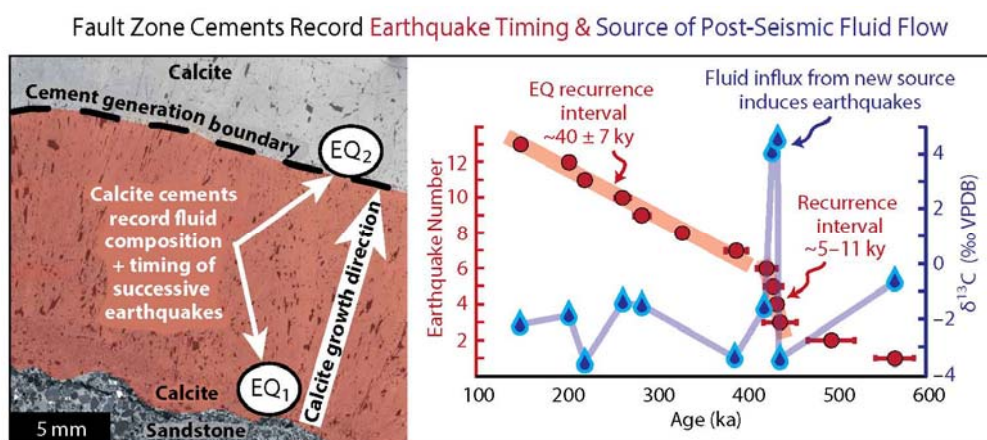 Fault Zone Cements Record Earthquake Timing & Source of Post-Seismic Fluid Flow
Calcite
Cement generation boundary
EQ2
Calcite cements
record fluid
composition
+ timing of
successive
earthquakes
Calcite growth direction
EQ1
Calcite
Sandstone
5 mm
Fluid influx from new source
induces earthquakes
EQ recurrence
interval
~40 ± 7 ky
Recurrence
interval
~5–11 ky
Earthquake Number
12
10
8
6
4
2
4
2
0
−2
−4
δ13C (‰ VPDB)
100
200
300
400
500
600
Age (ka)